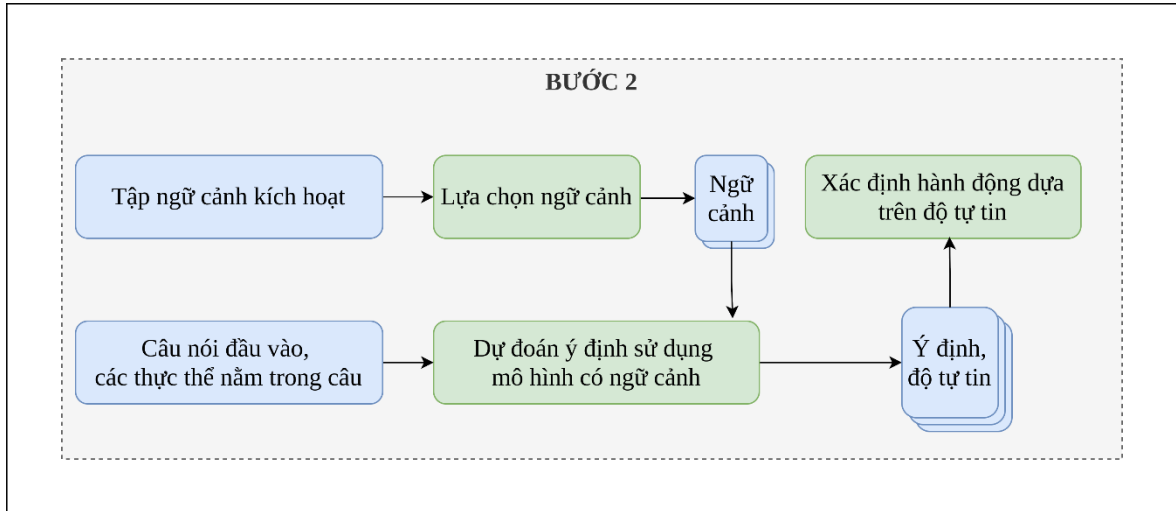 BƯỚC 2
Tập ngữ cảnh kích hoạt
Lựa chọn ngữ cảnh
Ngữ
cảnh
Xác định hành động dựa
trên độ tự tin
Câu nói đầu vào,
các thực thể nằm trong câu
Dự đoán ý định sử dụng
mô hình có ngữ cảnh
Ý định,
độ tự tin